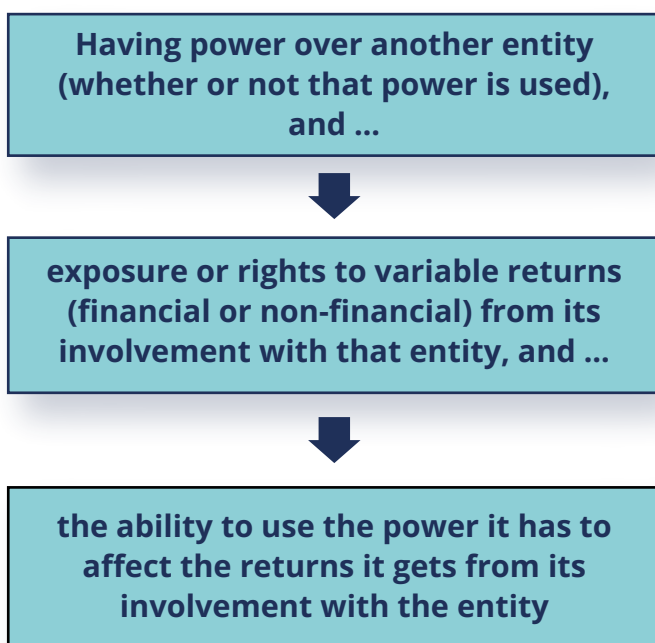 Having power over another entity
(whether or not that power is used),
and ...
exposure or rights to variable returns
(financial or non-financial) from its
involvement with that entity, and ...
the ability to use the power it has to
affect the returns it gets from its
involvement with the entity